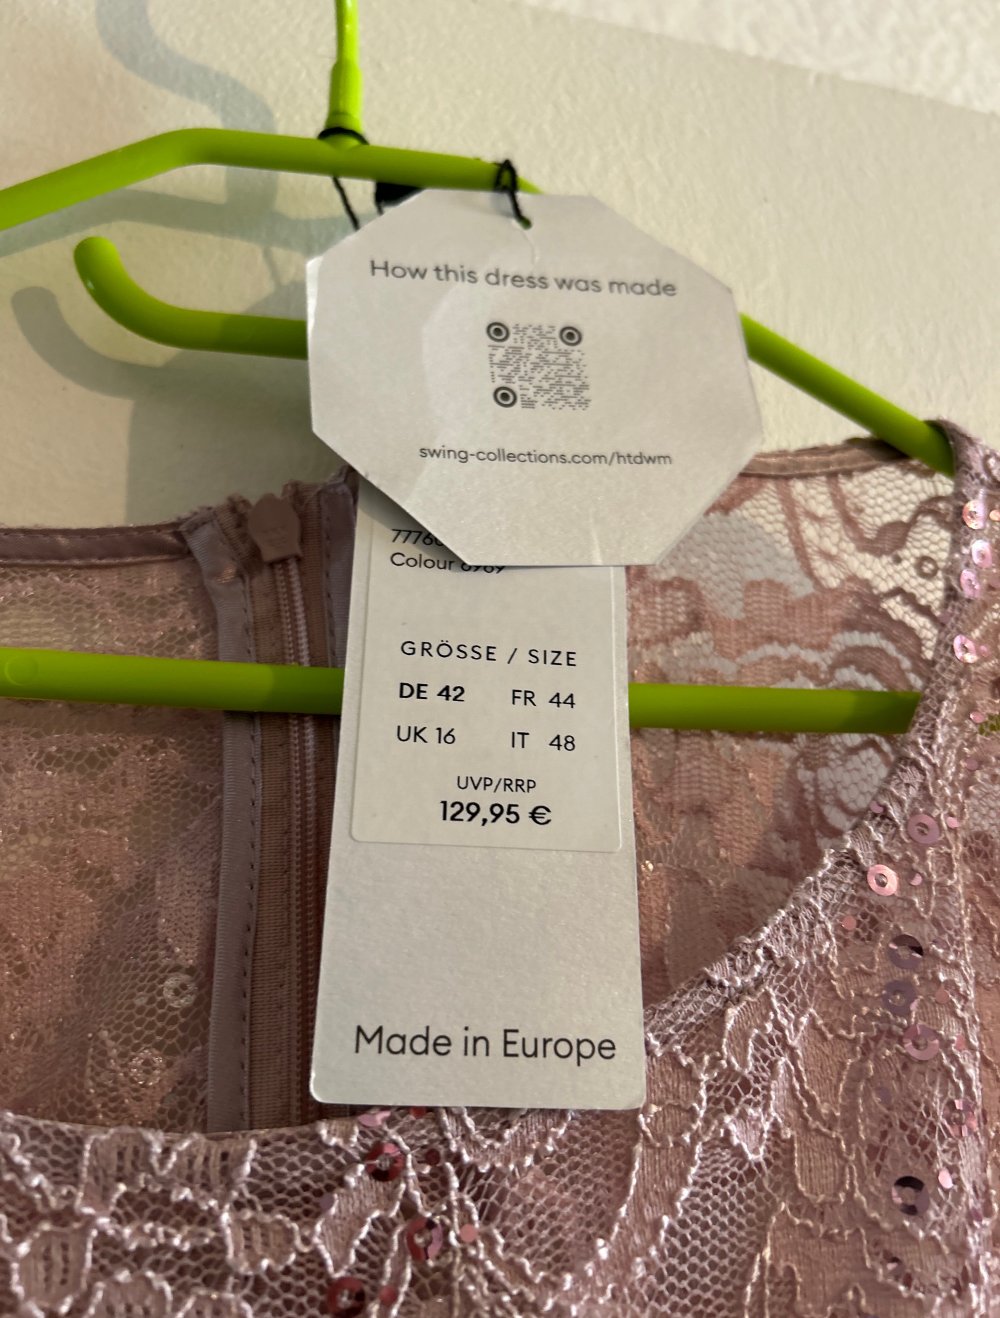 How this dress was made
swing-collections.com/htdwm
Colour
GRÖSSE / SIZE
DE 42 FR 44
UK 16 IT 48
UVP/RRP
129,95 €
Made in Europe